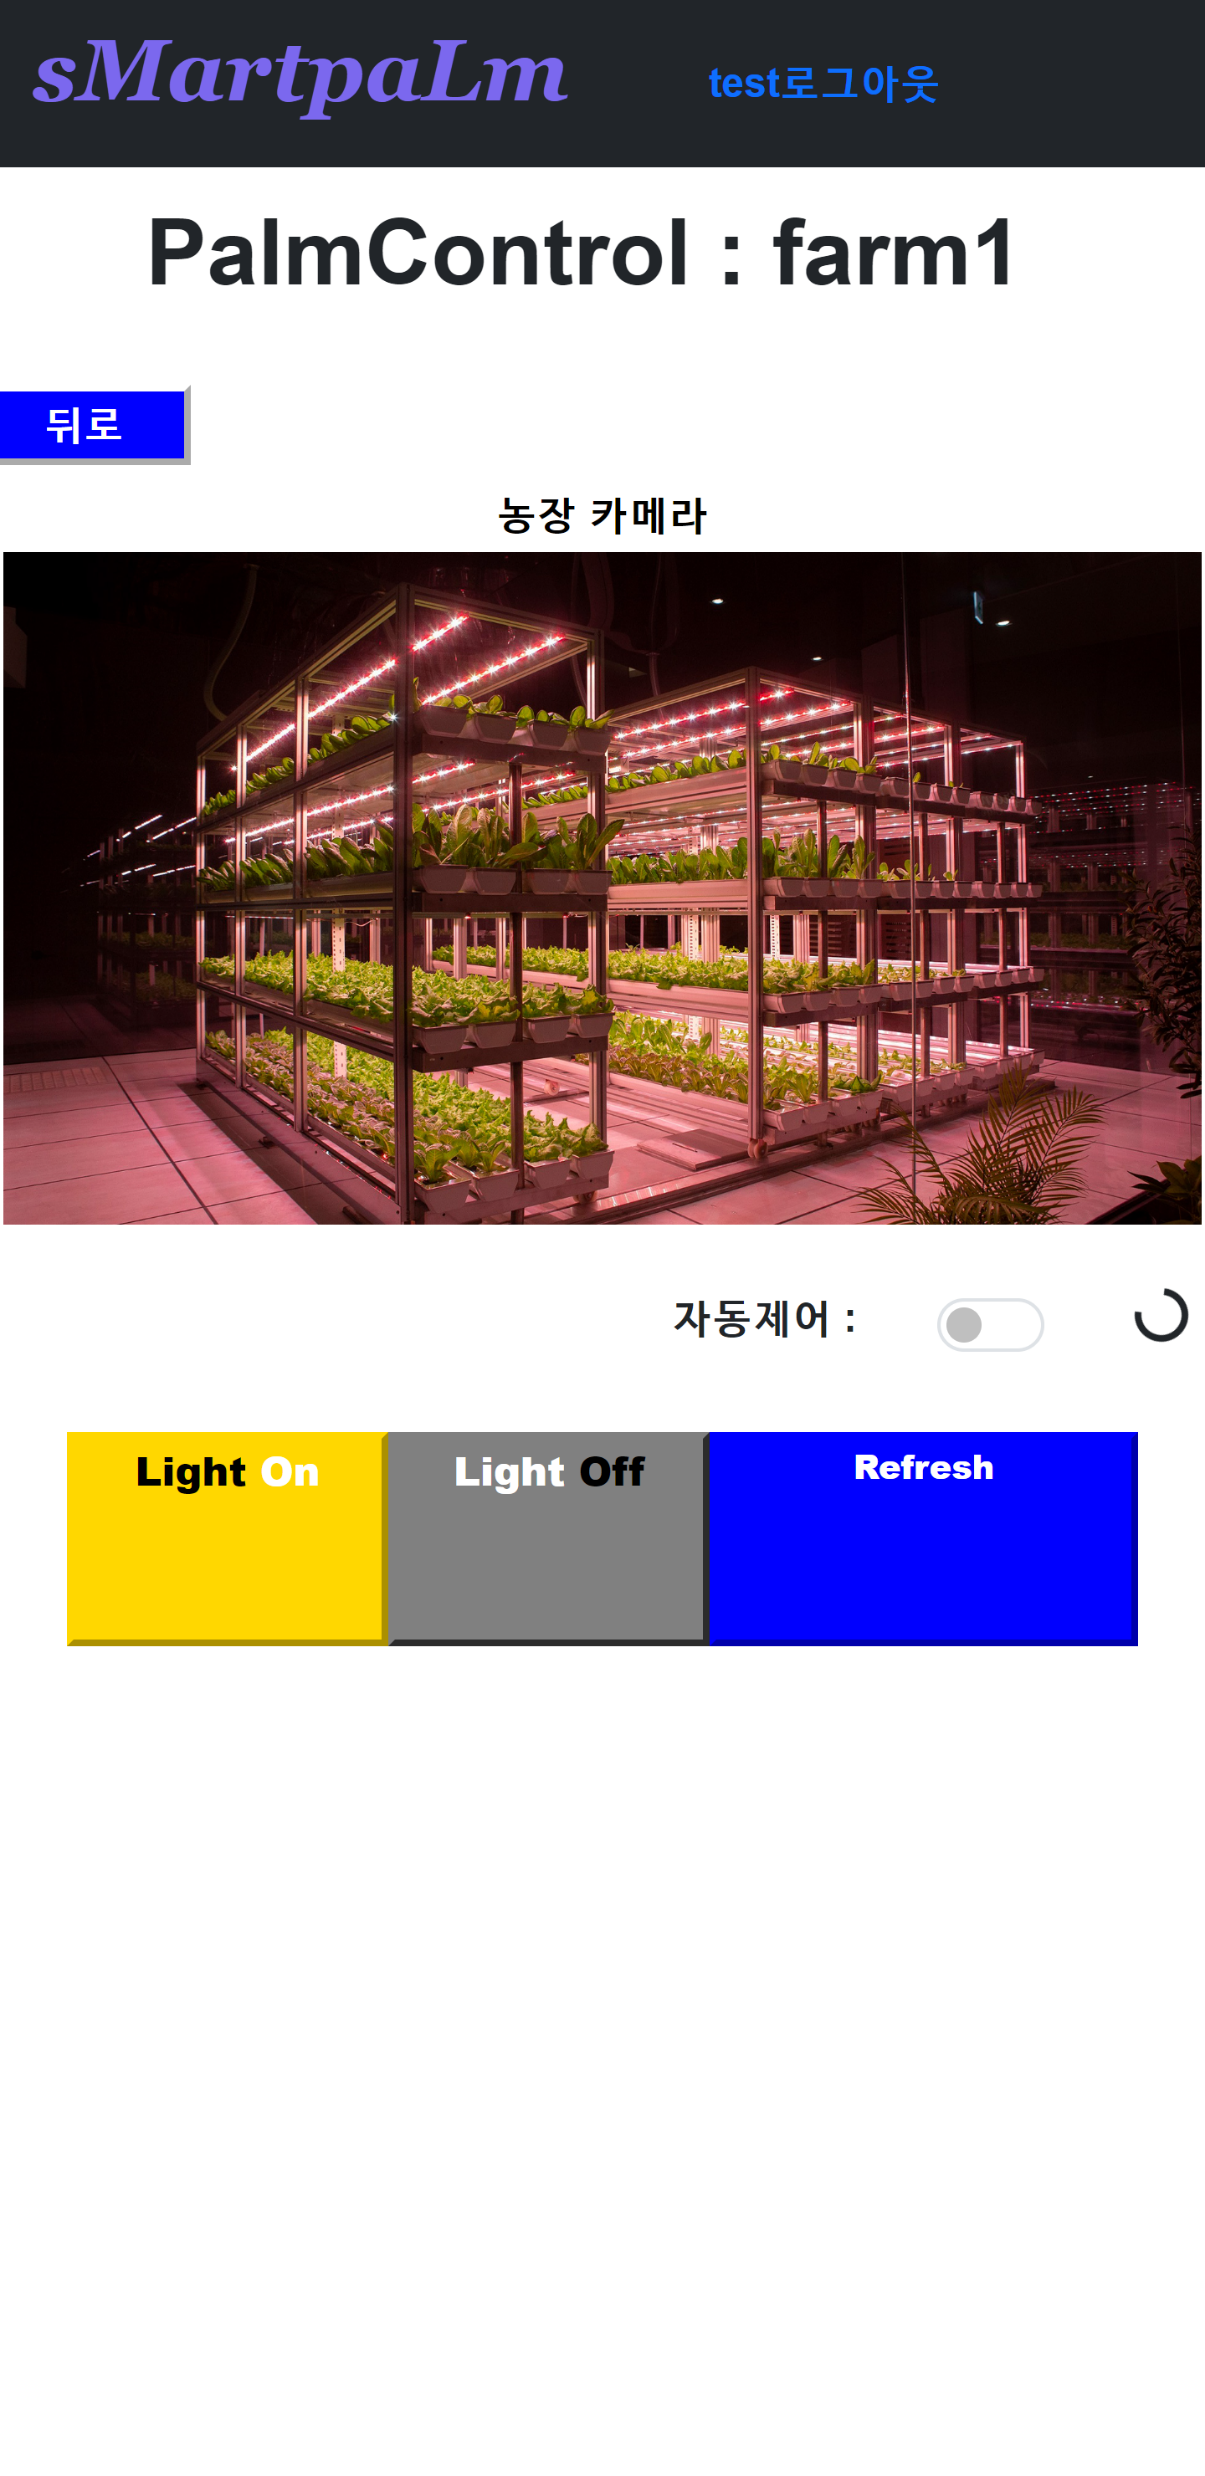 sMartpaLm
test로그아웃
PalmControl : farm1
뒤로
농장 카메라
자동제어 :
Light On
Light Off
Refresh